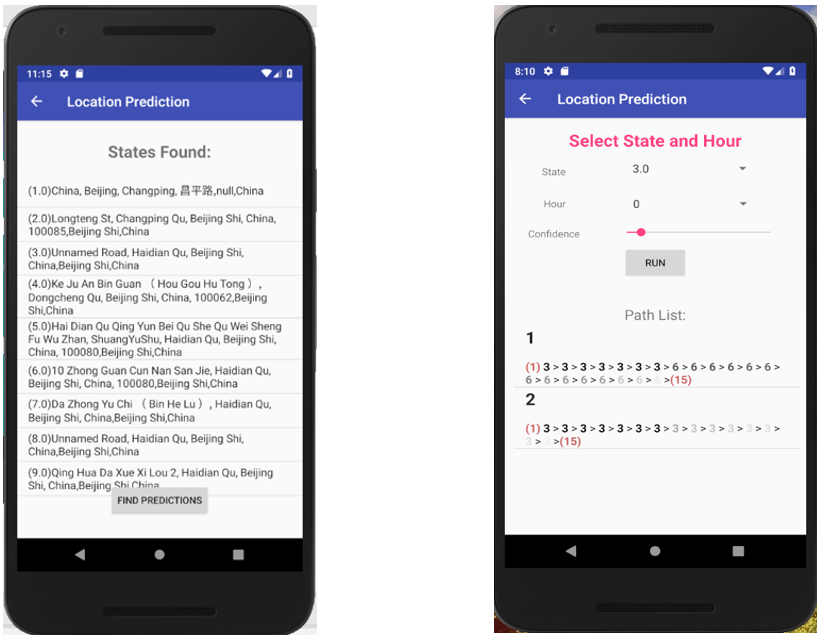 11:15
Location Prediction
States Found:
(1.0)China, Beijing, Changping, 昌平路,null,China
(2.0)Longteng St, Changping Qu, Beijing Shi, China,
100085,Beijing Shi,China
(3.0)Unnamed Road, Haidian Qu, Beijing Shi,
China,Beijing Shi,China
(4.0)Ke Ju An Bin Guan （ Hou Gou Hu Tong ） ,
Dongcheng Qu, Beijing Shi, China, 100062,Beijing
Shi,China
(5.0)Hai Dian Qu Qing Yun Bei Qu She Qu Wei Sheng
Fu Wu Zhan, ShuangYuShu, Haidian Qu, Beijing Shi,
China, 100080,Beijing Shi,China
(6.0)10 Zhong Guan Cun Nan San Jie, Haidian Qu,
Beijing Shi, China, 100080,Beijing Shi,China
(7.0)Da Zhong Yu Chi （ Bin He Lu ） , Haidian Qu,
Beijing Shi, China,Beijing Shi,China
(8.0)Unnamed Road, Haidian Qu, Beijing Shi,
China,Beijing Shi,China
(9.0)Qing Hua Da Xue Xi Lou 2, Haidian Qu, Beijing
Shi, China,Beijing Shi,China
FIND PREDICTIONS
8:10
Location Prediction
Select State and Hour
State 3.0
Hour 0
Confidence
RUN
Path List:
1
(1) 3 > 3 > 3 > 3 > 3 > 3 > 3 > 6 > 6 > 6 > 6 > 6 > 6 >
6 > 6 > 6 > 6 > 6 > 6 > 6 > 6 >(15)
2
(1) 3 > 3 > 3 > 3 > 3 > 3 > 3 > 3 > 3 > 3 > 3 > 3 > 3 >
3 > 3 >(15)